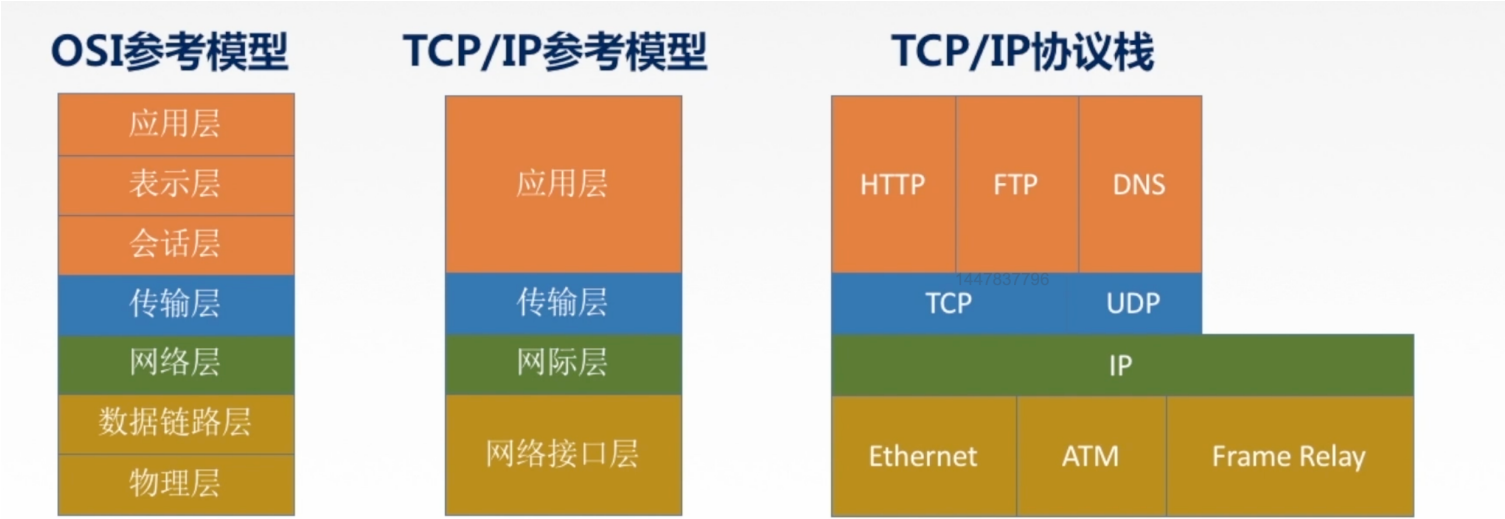 OSI参考模型
应用层
表示层
会话层
传输层
网络层
数据链路层
物理层
TCP/IP参考模型
应用层
传输层
网际层
网络接口层
TCP/IP协议栈
HTTP FTP DNS
1447837796
TCP UDP
IP
Ethernet ATM Frame Relay